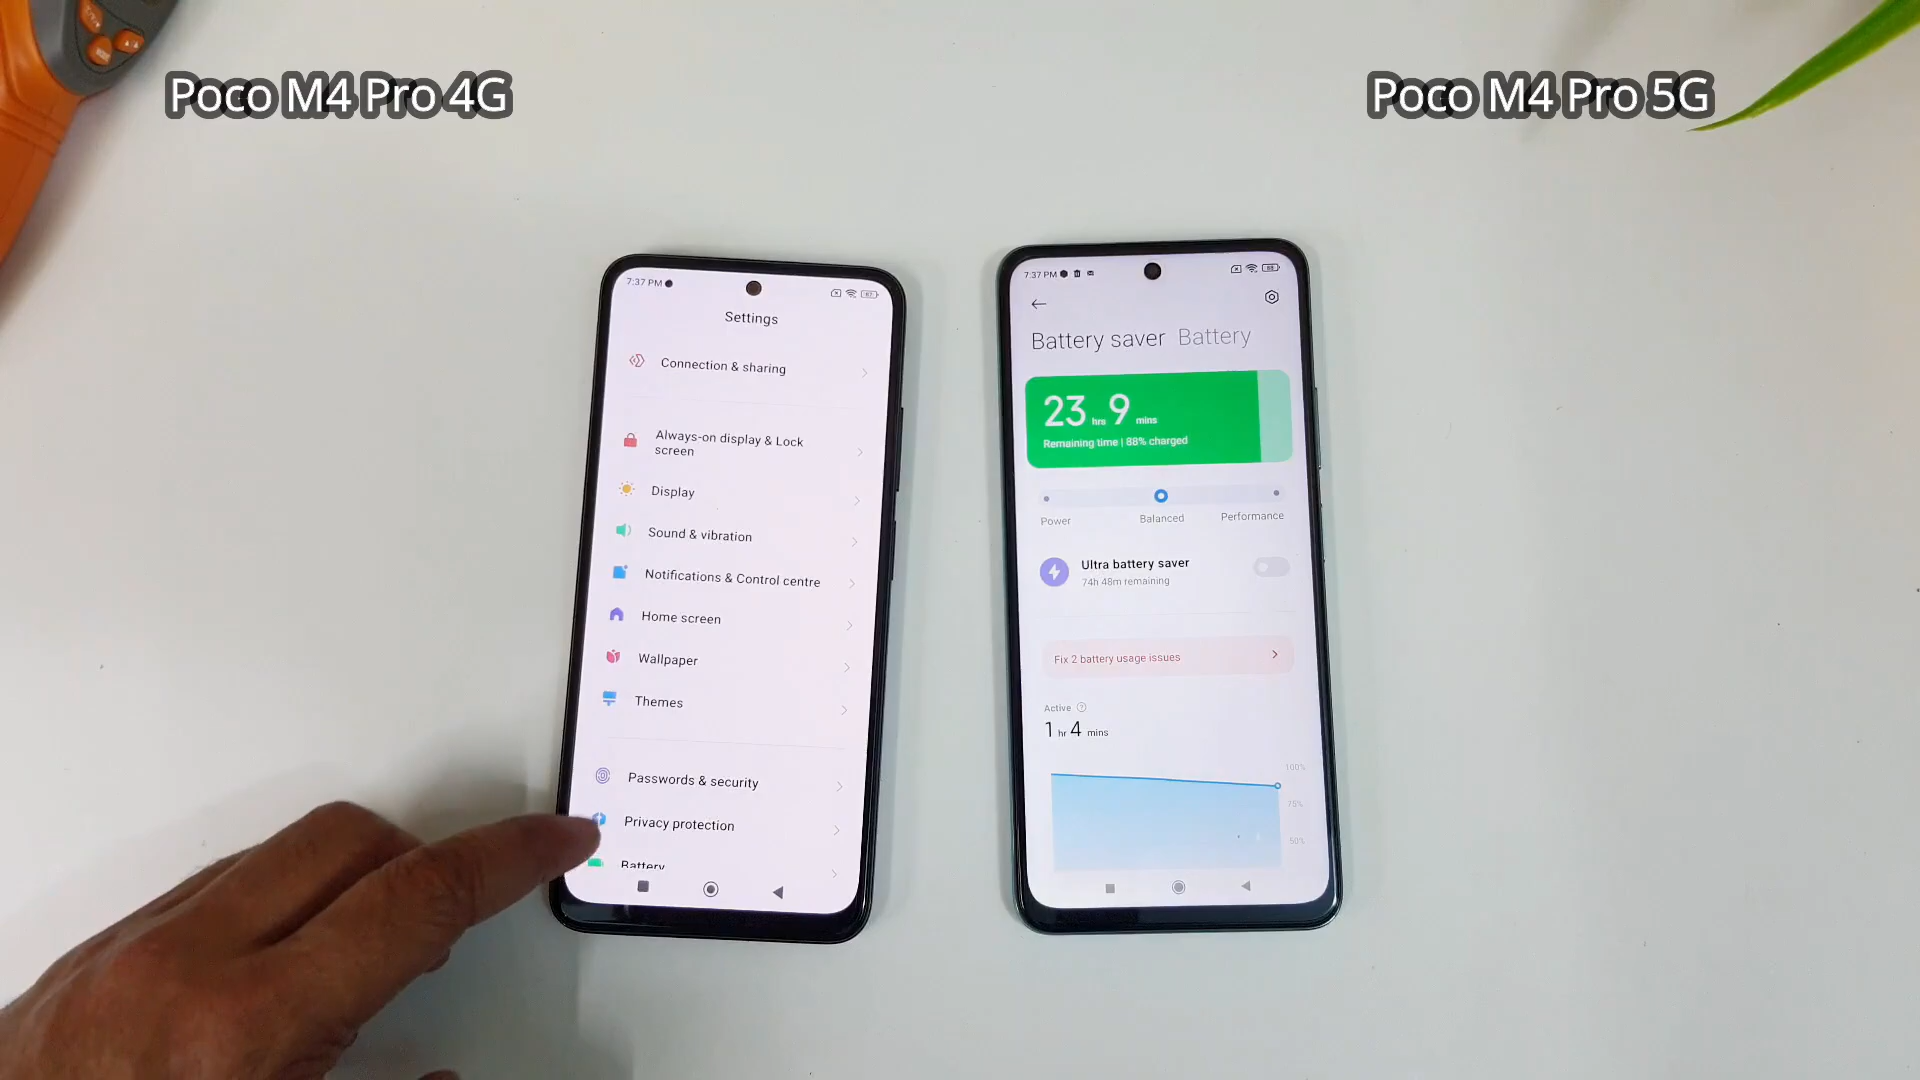 Poco M4 Pro 4G
Poco M4 Pro 5G
7:37 PM
Settings
Connection & sharing
Always-on display & Lock
screen
Display
Sound & vibration
Notifications & Control centre
Home screen
Wallpaper
Themes
Passwords & security
Privacy protection
Battery
7:37 PM
Battery saver Battery
23 hrs 9 mins
Remaining time | 88% charged
Power Balanced Performance
Ultra battery saver
74h 48m remaining
Fix 2 battery usage issues
Active ?
1 hr 4 mins
100%
75%
50%